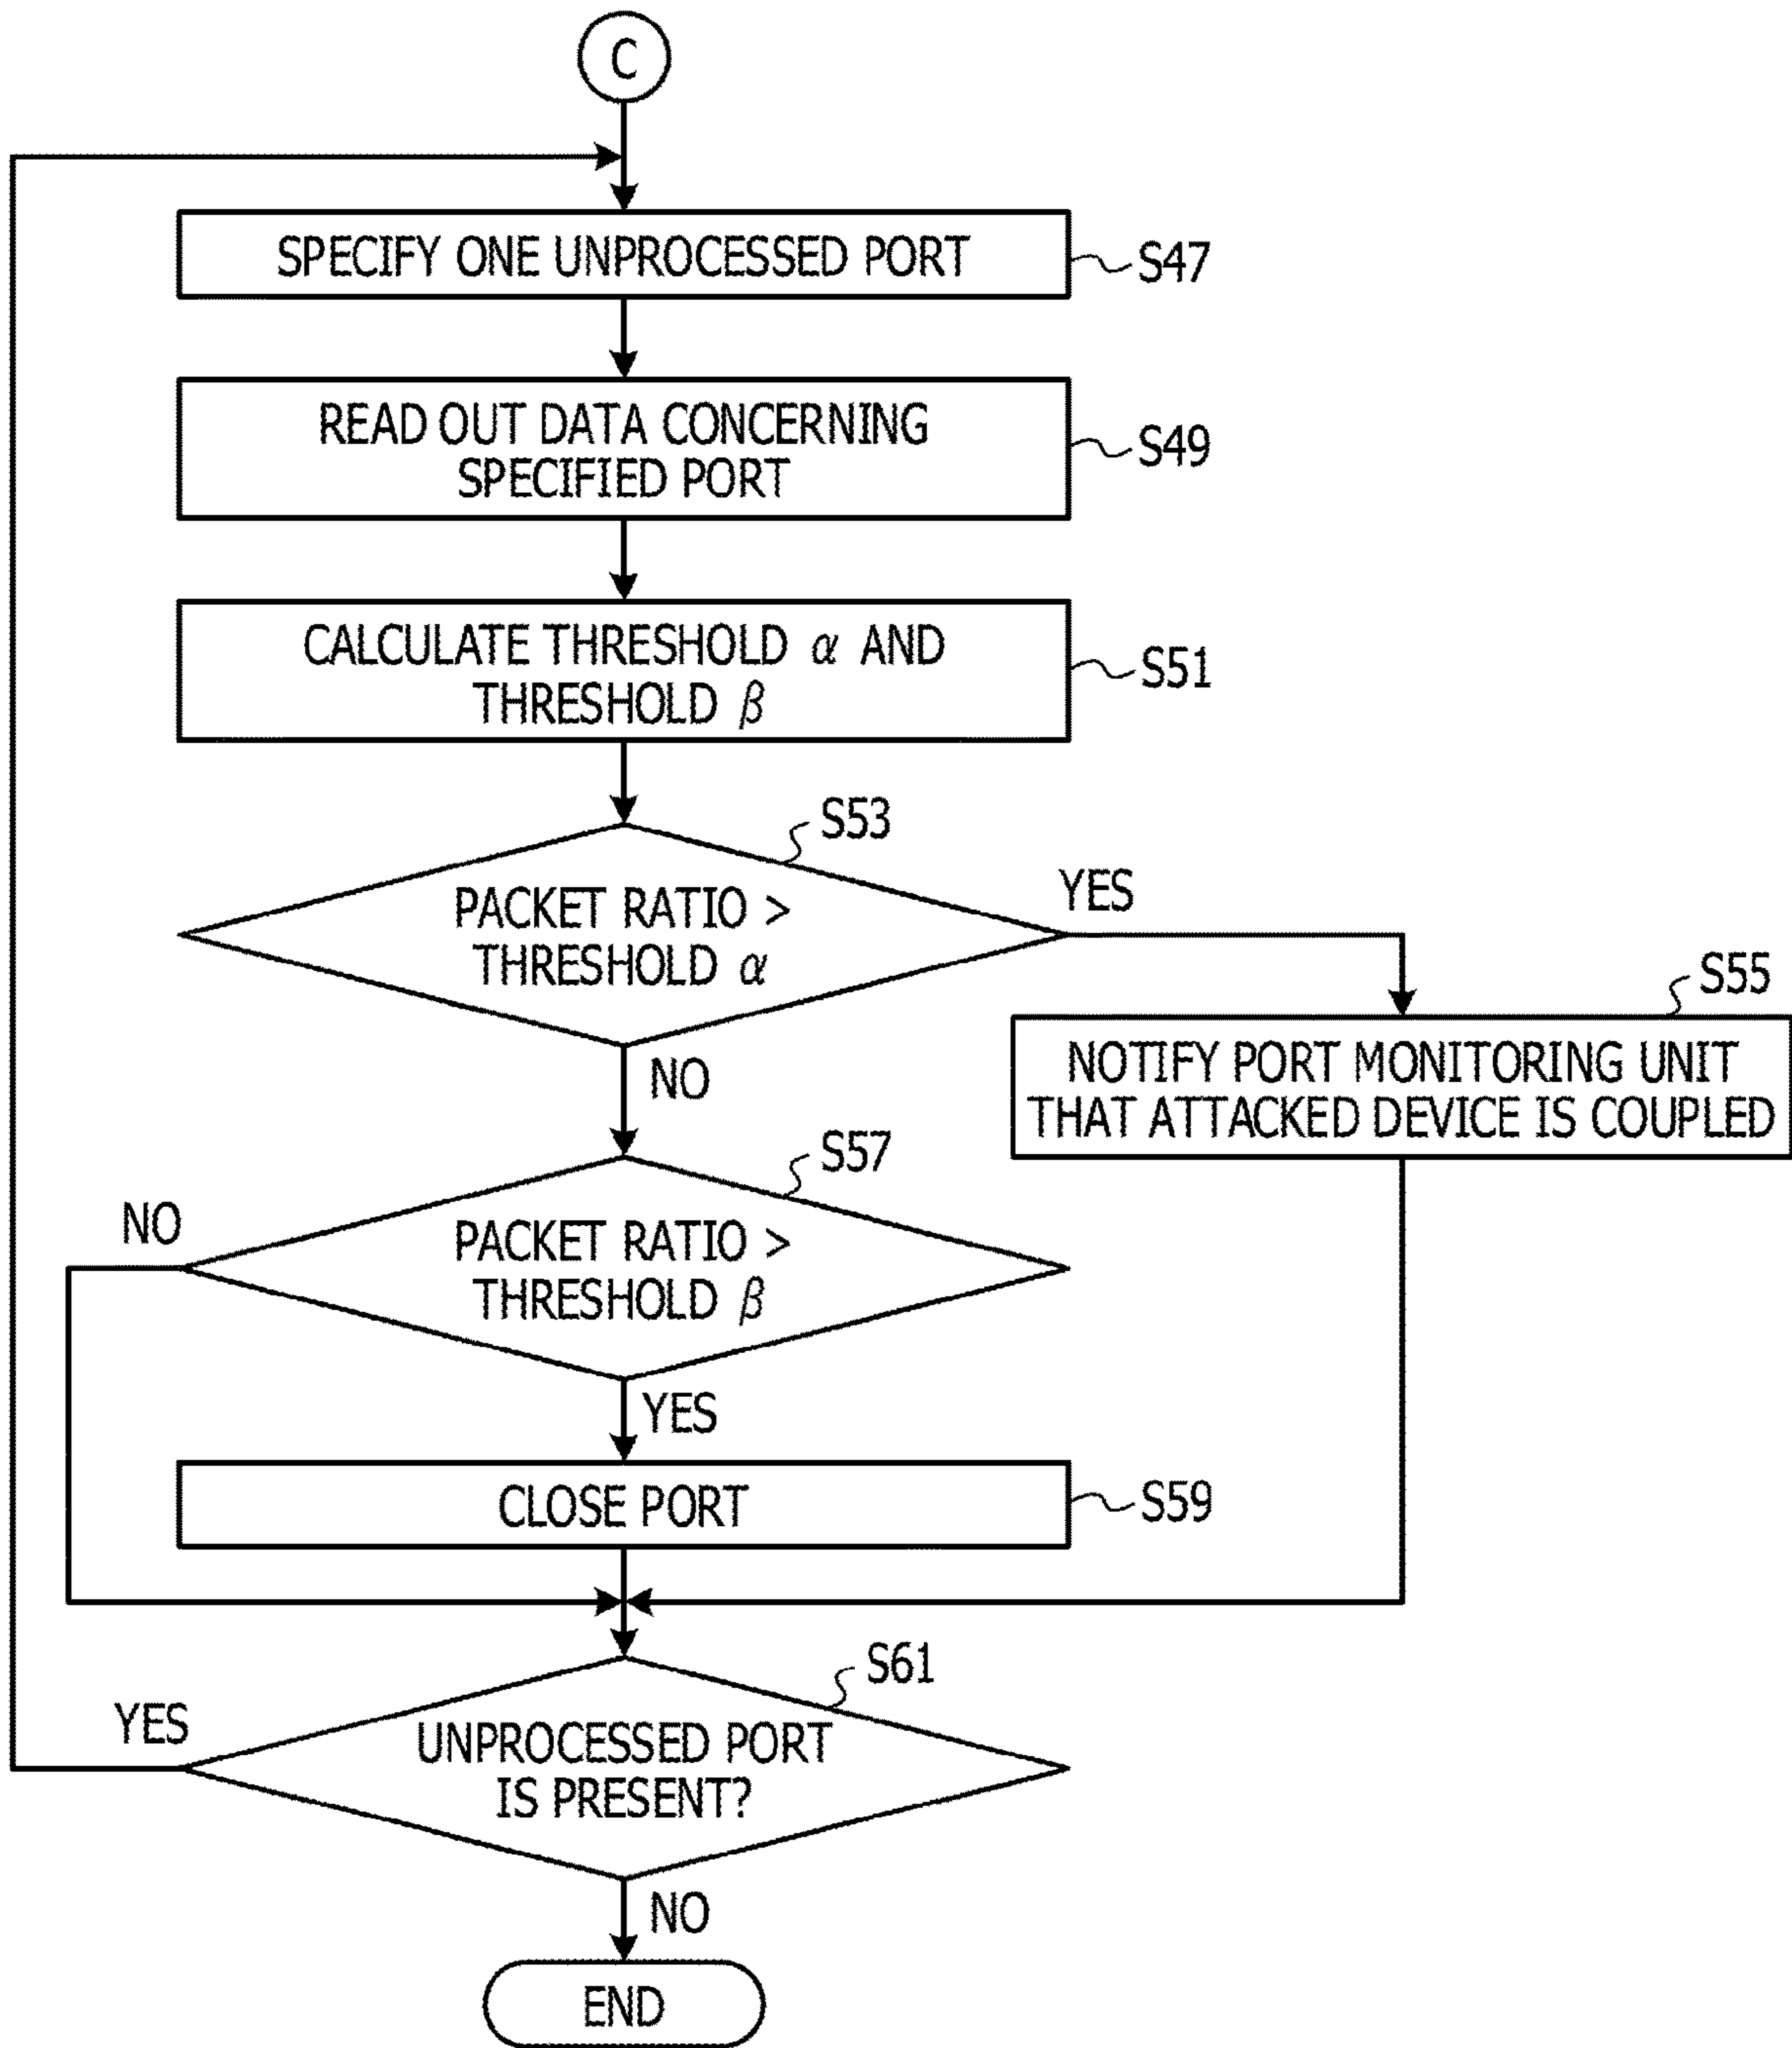 C
SPECIFY ONE UNPROCESSED PORT
S47
READ OUT DATA CONCERNING
SPECIFIED PORT
S49
CALCULATE THRESHOLD α AND
THRESHOLD β
S51
S53
PACKET RATIO >
THRESHOLD α
YES
NO
S55
NOTIFY PORT MONITORING UNIT
THAT ATTACKED DEVICE IS COUPLED
S57
PACKET RATIO >
THRESHOLD β
NO
YES
CLOSE PORT
S59
S61
UNPROCESSED PORT
IS PRESENT?
YES
NO
END